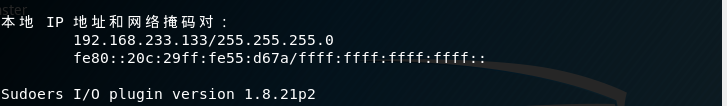 本地 IP 地址和网络掩码对：
192.168.233.133/255.255.255.0
fe80::20c:29ff:fe55:d67a/ffff:ffff:ffff:ffff::
Sudoers I/O plugin version 1.8.21p2